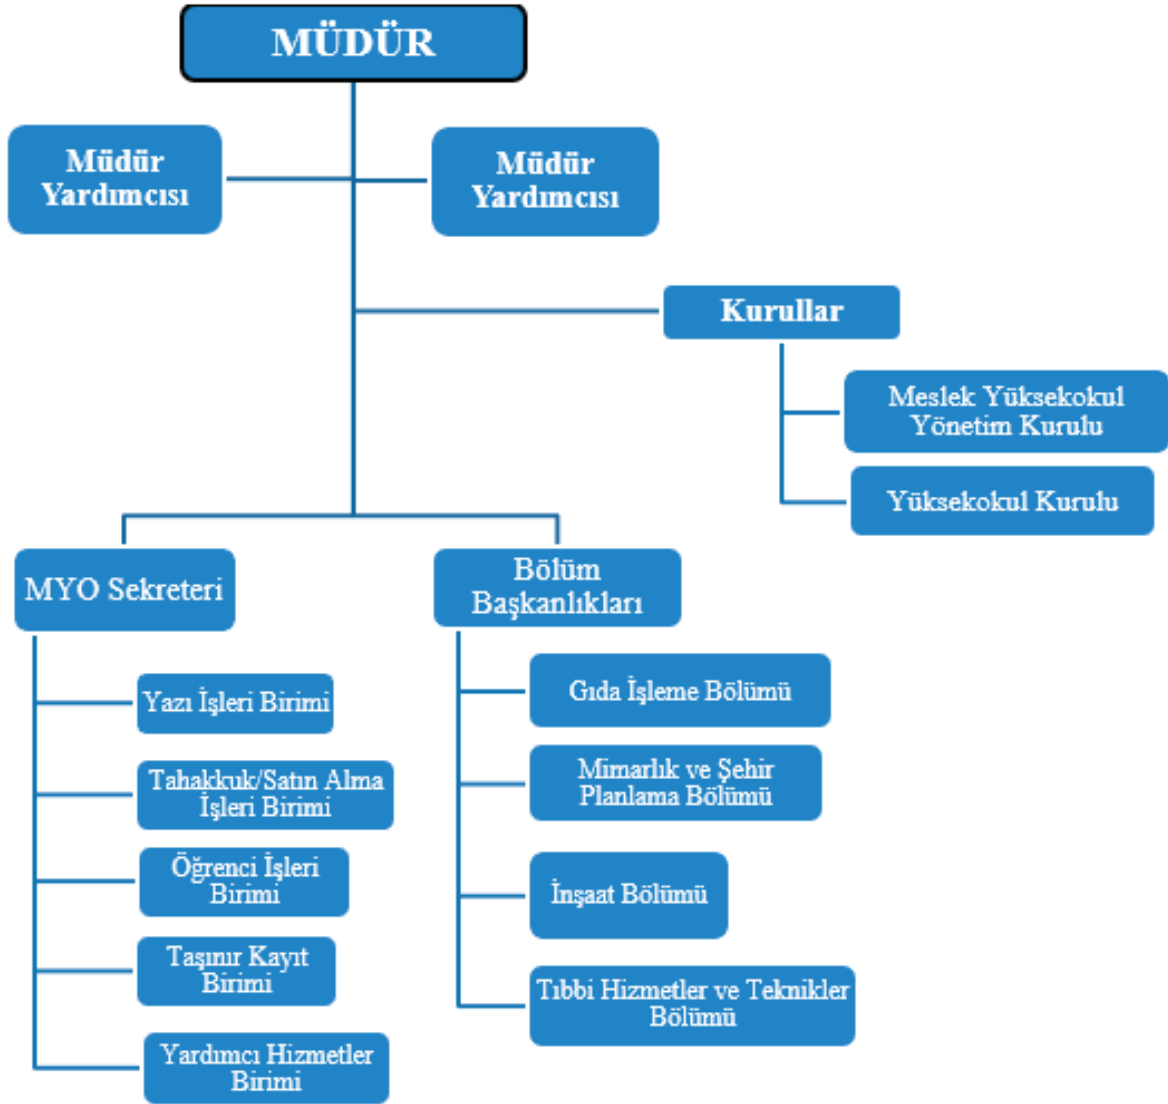 MÜDÜR
Müdür
Yardımcısı
Müdür
Yardımcısı
Kurullar
Meslek Yüksekokul
Yönetim Kurulu
Yüksekokul Kurulu
MYO Sekreteri
Yazı İşleri Birimi
Tahakkuk/Satın Alma
İşleri Birimi
Öğrenci İşleri
Birimi
Taşınır Kayıt
Birimi
Yardımcı Hizmetler
Birimi
Bölüm
Başkanlıkları
Gıda İşleme Bölümü
Mimarlık ve Şehir
Planlama Bölümü
İnşaat Bölümü
Tıbbi Hizmetler ve Teknikler
Bölümü